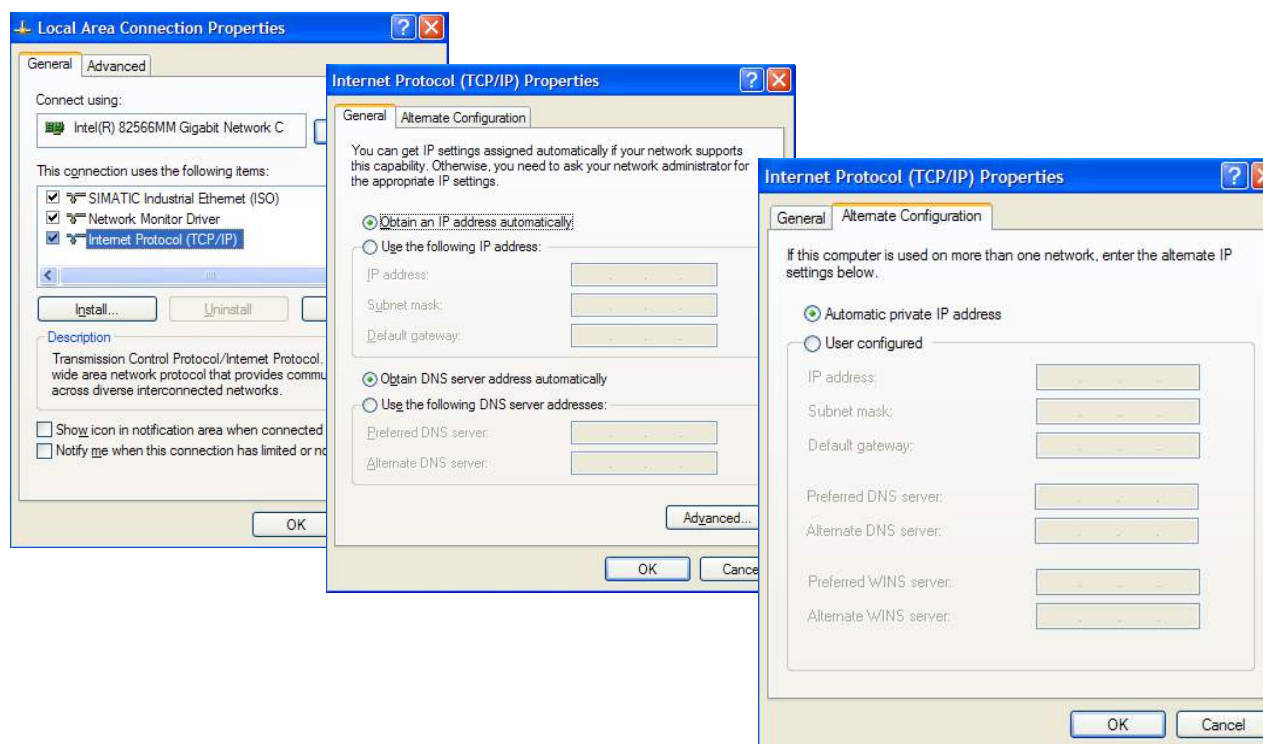 Local Area Connection Properties
General Advanced
Connect using:
Intel(R) 82566MM Gigabit Network C
This connection uses the following items:
SIMATIC Industrial Ethernet (ISO)
Network Monitor Driver
Internet Protocol (TCP/IP)
Install... Uninstall
Description
Transmission Control Protocol/Internet Protocol.
wide area network protocol that provides commu
across diverse interconnected networks.
Show icon in notification area when connected
Notify me when this connection has limited or no
OK
Internet Protocol (TCP/IP) Properties
General Alternate Configuration
You can get IP settings assigned automatically if your network supports
this capability. Otherwise, you need to ask your network administrator for
the appropriate IP settings.
Obtain an IP address automatically
Use the following IP address:
IP address:
Subnet mask:
Default gateway:
Obtain DNS server address automatically
Use the following DNS server addresses:
Preferred DNS server:
Alternate DNS server:
Advanced...
OK Cance
Internet Protocol (TCP/IP) Properties
General Alternate Configuration
If this computer is used on more than one network, enter the alternate IP
settings below.
Automatic private IP address
User configured
IP address:
Subnet mask:
Default gateway:
Preferred DNS server:
Alternate DNS server:
Preferred WINS server:
Alternate WINS server:
OK Cancel